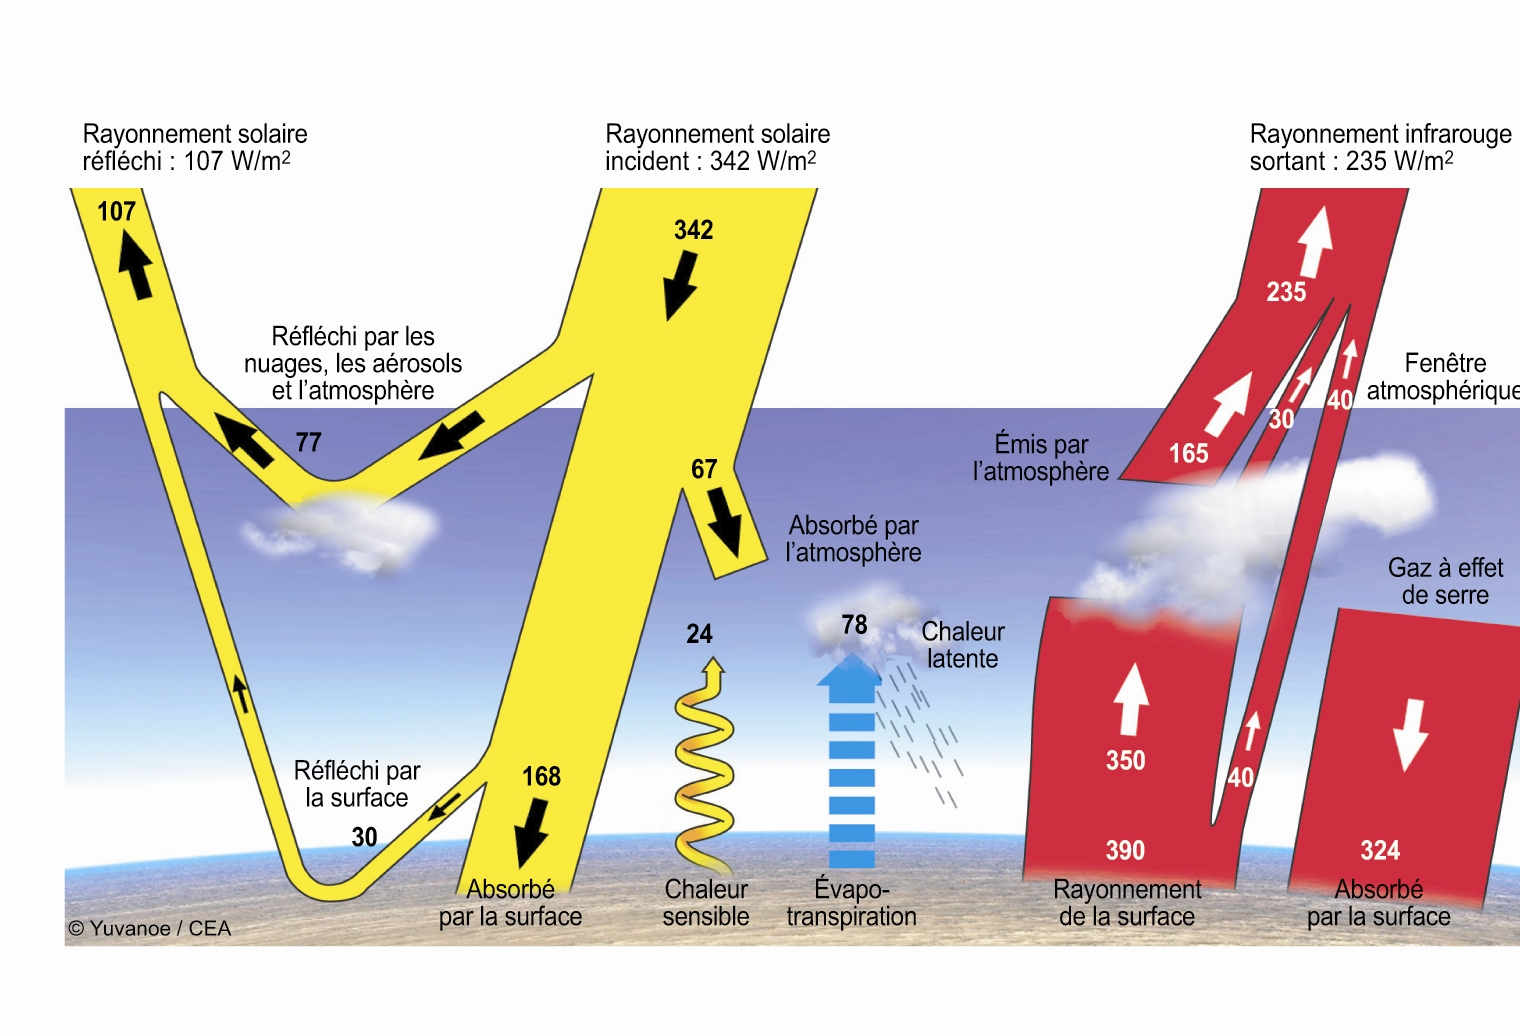 Rayonnement solaire
réfléchi : 107 W/m²
Rayonnement solaire
incident : 342 W/m²
Rayonnement infrarouge
sortant : 235 W/m²
107
342
235
Réfléchi par les
nuages, les aérosols
et l'atmosphère
77
67
Absorbé par
l'atmosphère
Émis par
l'atmosphère
165
30
40
Fenêtre
atmosphérique
Gaz à effet
de serre
24
78
Chaleur
latente
350
40
Réfléchi par
la surface
30
168
Absorbé
par la surface
Chaleur
sensible
Évapo-
transpiration
390
Rayonnement
de la surface
324
Absorbé
par la surface
© Yuvanoe / CEA